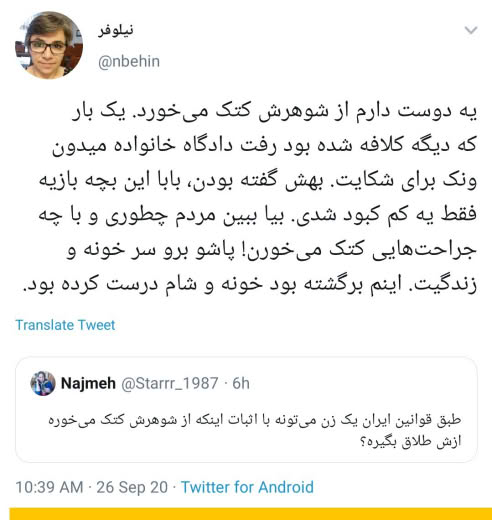 نیلوفر
@nbehin
یه دوست دارم از شوهرش کتک می‌خورد. یک بار
که دیگه کلافه شده بود رفت دادگاه خانواده میدون
ونک برای شکایت. بهش گفته بودن، بابا این بچه بازیه
فقط یه کم کبود شدی. بیا ببین مردم چطوری و با چه
جراحت‌هایی کتک می‌خورن! پاشو برو سر خونه و
زندگیت. اینم برگشته بود خونه و شام درست کرده بود.
Translate Tweet
Najmeh @Starrr_1987 · 6h
طبق قوانین ایران یک زن می‌تونه با اثبات اینکه از شوهرش کتک می‌خوره
ازش طلاق بگیره؟
10:39 AM · 26 Sep 20 · Twitter for Android